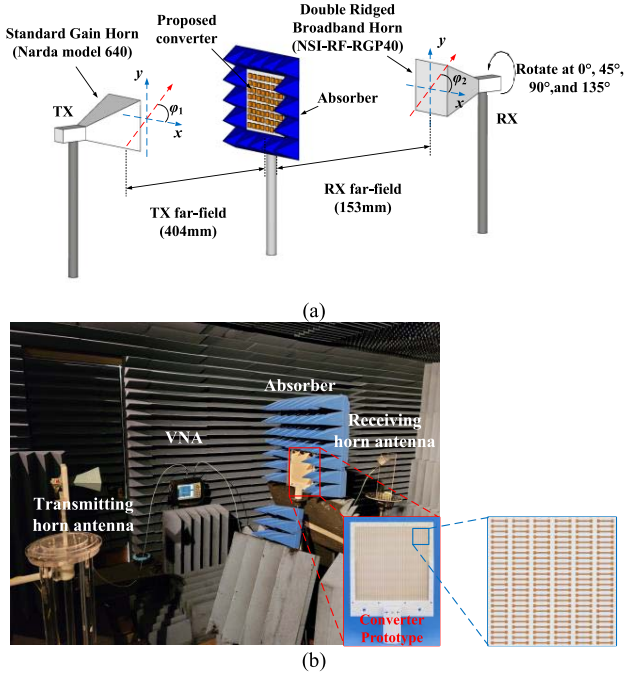 Standard Gain Horn
(Narda model 640)
Proposed
converter
Double Ridged
Broadband Horn
(NSI-RF-RGP40)
Absorber
Rotate at 0°, 45°,
90°,and 135°
TX
y
φ1
x
y
φ2
x
RX
TX far-field
(404mm)
RX far-field
(153mm)
(a)
Absorber
VNA
Receiving
horn antenna
Transmitting
horn antenna
Converter
Prototype
(b)